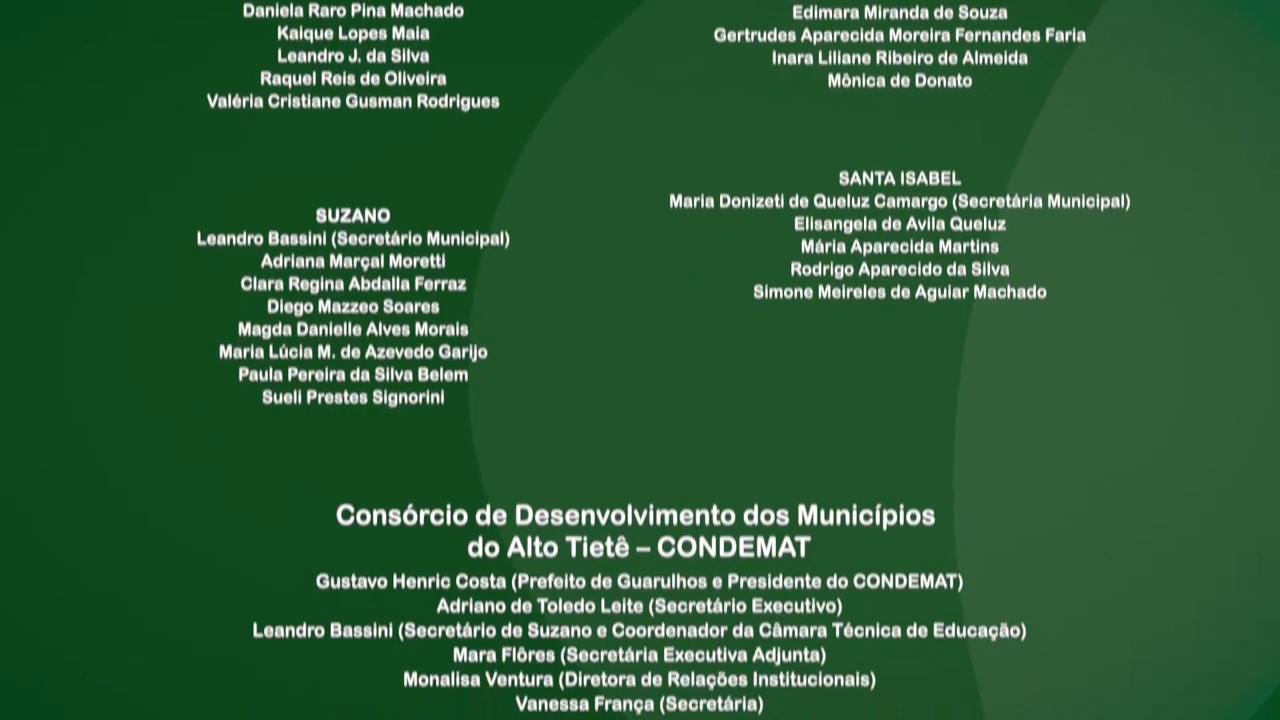 Daniela Raro Pina Machado
Kaique Lopes Maia
Leandro J. da Silva
Raquel Reis de Oliveira
Valéria Cristiane Gusman Rodrigues
SUZANO
Leandro Bassini (Secretário Municipal)
Adriana Marçal Moretti
Clara Regina Abdalla Ferraz
Diego Mazzeo Soares
Magda Danielle Alves Morais
Maria Lúcia M. de Azevedo Garijo
Paula Pereira da Silva Belem
Sueli Prestes Signorini
Edimara Miranda de Souza
Gertrudes Aparecida Moreira Fernandes Faria
Inara Liliane Ribeiro de Almeida
Mônica de Donato
SANTA ISABEL
Maria Donizeti de Queluz Camargo (Secretária Municipal)
Elisangela de Avila Queluz
Mária Aparecida Martins
Rodrigo Aparecido da Silva
Simone Meireles de Aguiar Machado
Consórcio de Desenvolvimento dos Municípios
do Alto Tietê – CONDEMAT
Gustavo Henric Costa (Prefeito de Guarulhos e Presidente do CONDEMAT)
Adriano de Toledo Leite (Secretário Executivo)
Leandro Bassini (Secretário de Suzano e Coordenador da Câmara Técnica de Educação)
Mara Flôres (Secretária Executiva Adjunta)
Monalisa Ventura (Diretora de Relações Institucionais)
Vanessa França (Secretária)